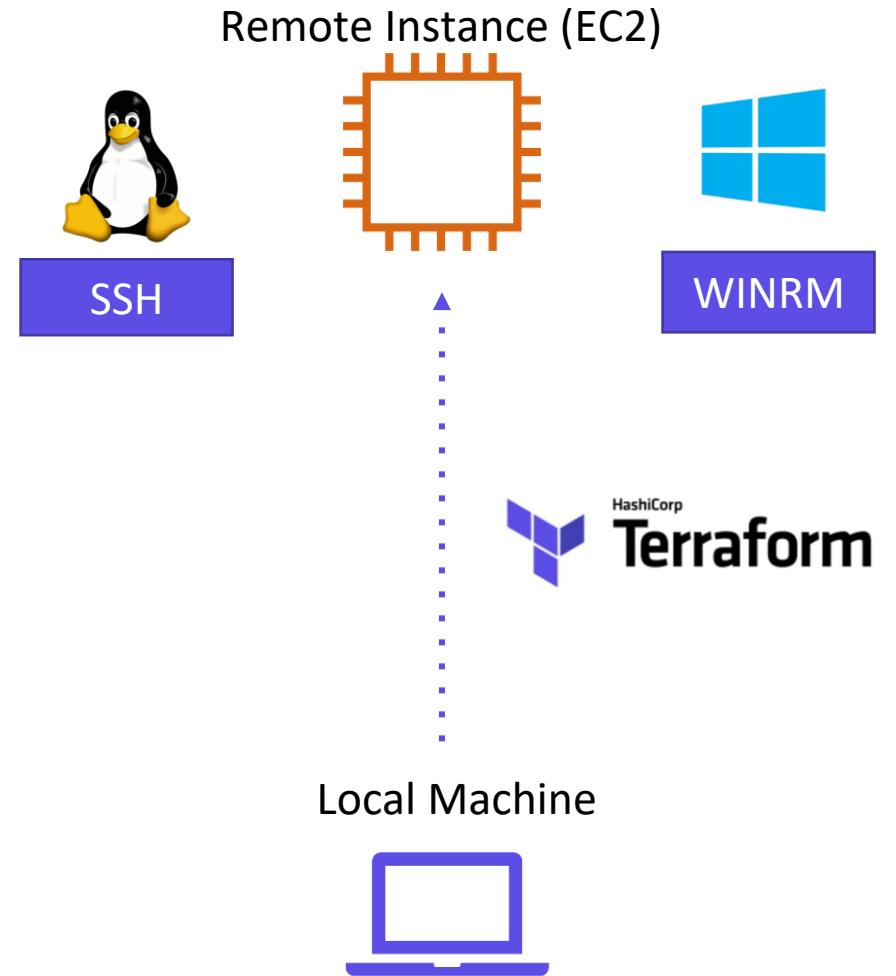 Remote Instance (EC2)
SSH
WINRM
HashiCorp
Terraform
Local Machine